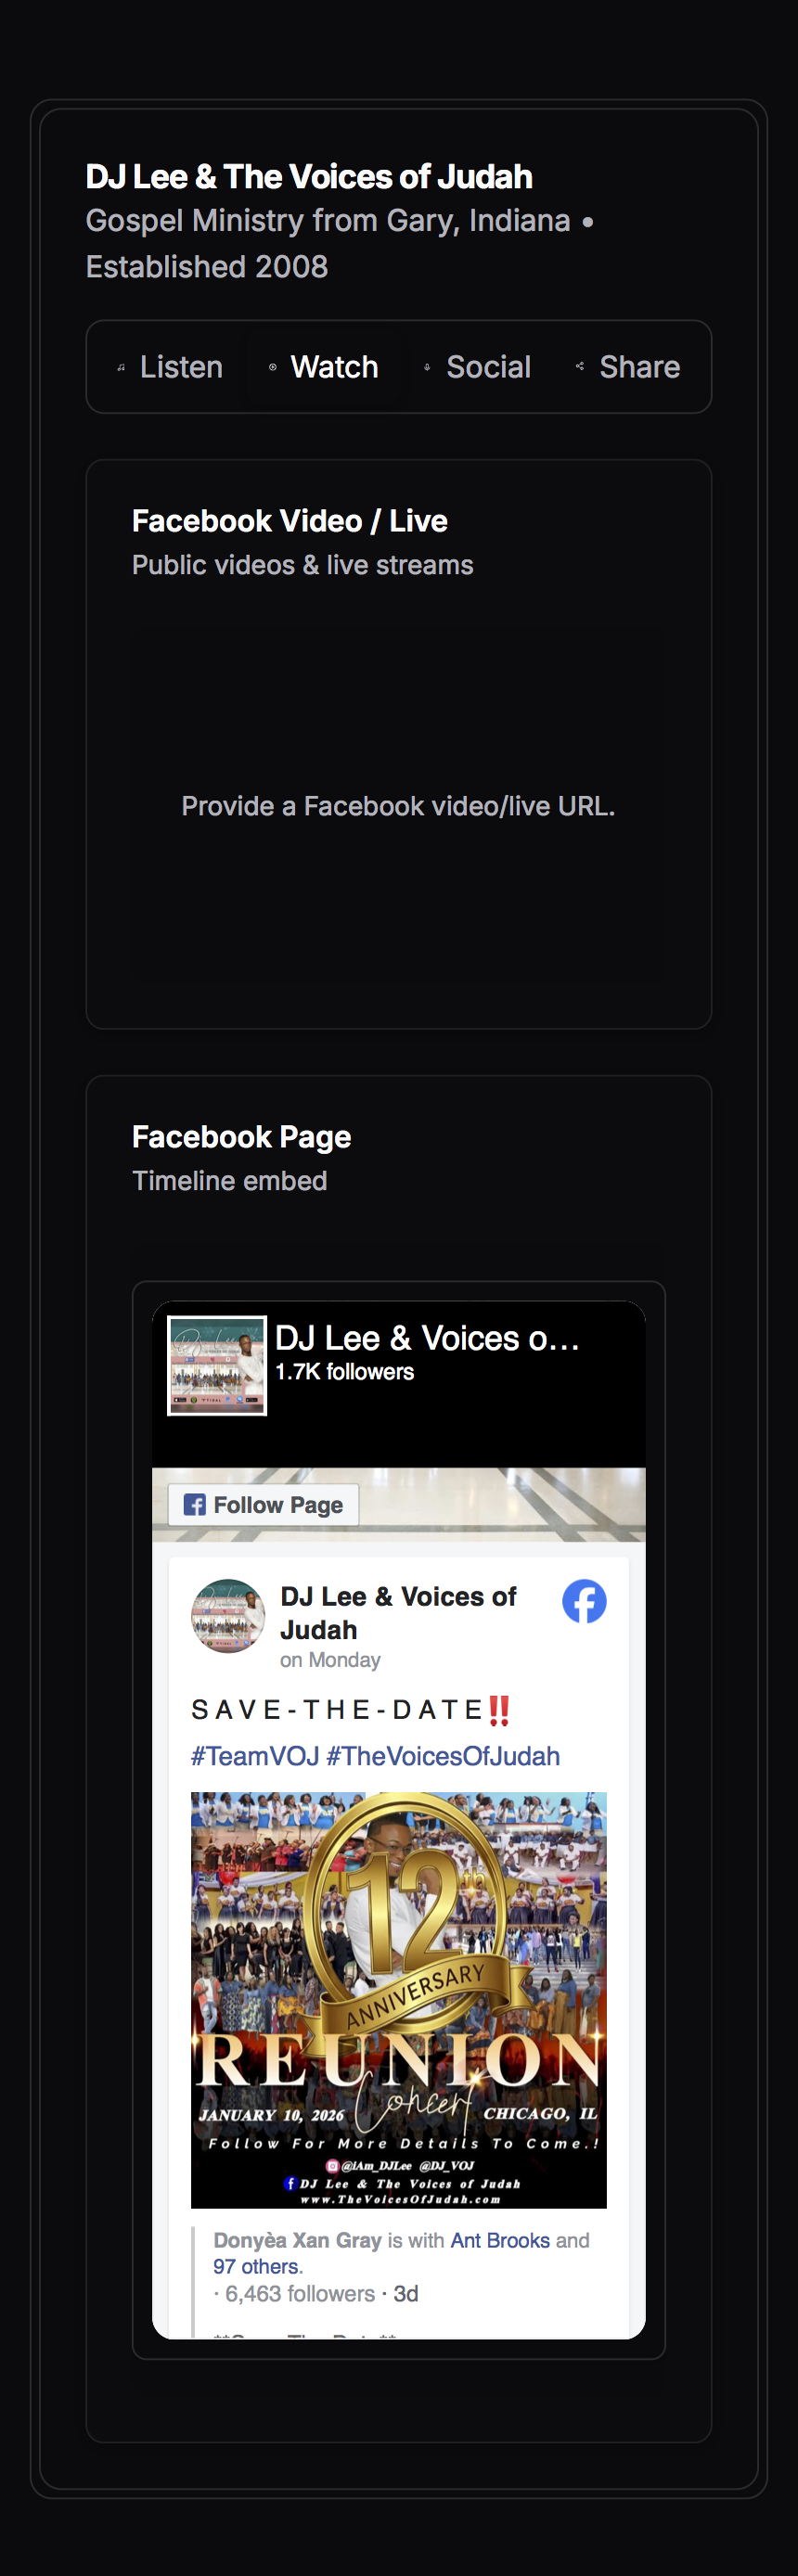 DJ Lee & The Voices of Judah
Gospel Ministry from Gary, Indiana •
Established 2008
Listen
Watch
Social
Share
Facebook Video / Live
Public videos & live streams
Provide a Facebook video/live URL.
Facebook Page
Timeline embed
DJ Lee & Voices o...
1.7K followers
Follow Page
DJ Lee & Voices of
Judah
on Monday
S A V E - T H E - D A T E‼️
#TeamVOJ #TheVoicesOfJudah
12th
ANNIVERSARY
REUNION
Concert
JANUARY 10, 2026
CHICAGO, IL
Follow For More Details To Come.!
@iAm_DJLee @DJ_VOJ
DJ Lee & The Voices of Judah
www.TheVoicesOfJudah.com
Donyèa Xan Gray is with Ant Brooks and
97 others.
· 6,463 followers · 3d